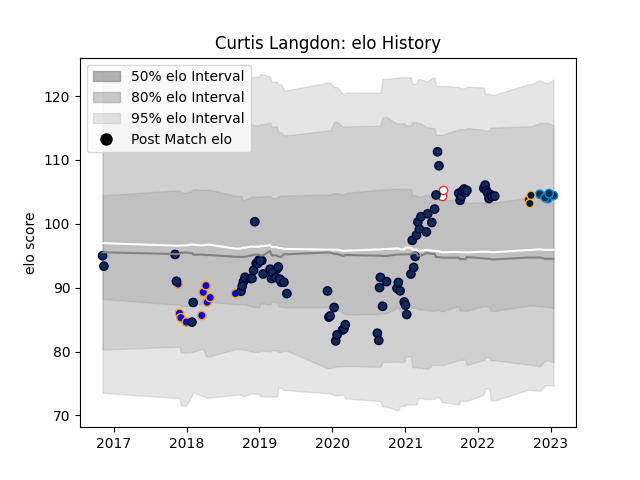 Curtis Langdon: elo History
50% elo Interval
80% elo Interval
95% elo Interval
Post Match elo
elo score
120
110
100
90
80
70
2017 2018 2019 2020 2021 2022 2023